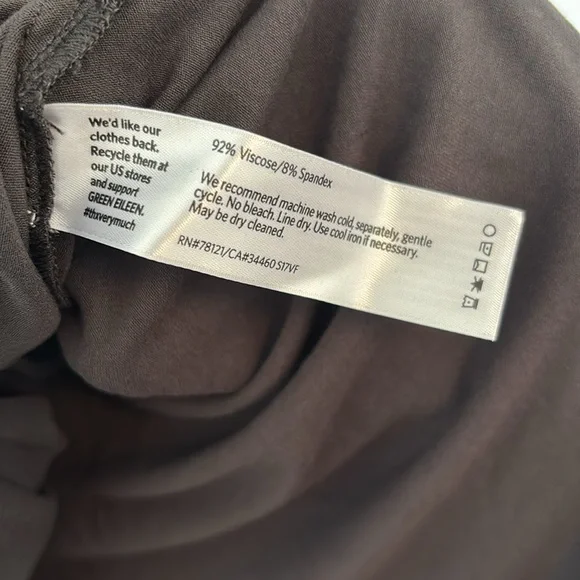 We'd like our
clothes back.
Recycle them at
our US stores
and support
GREEN EILEEN.
#thxverymuch
92% Viscose/8% Spandex
We recommend machine wash cold, separately, gentle
cycle. No bleach. Line dry. Use cool iron if necessary.
May be dry cleaned.
RN#78121/CA#34460 S17VF